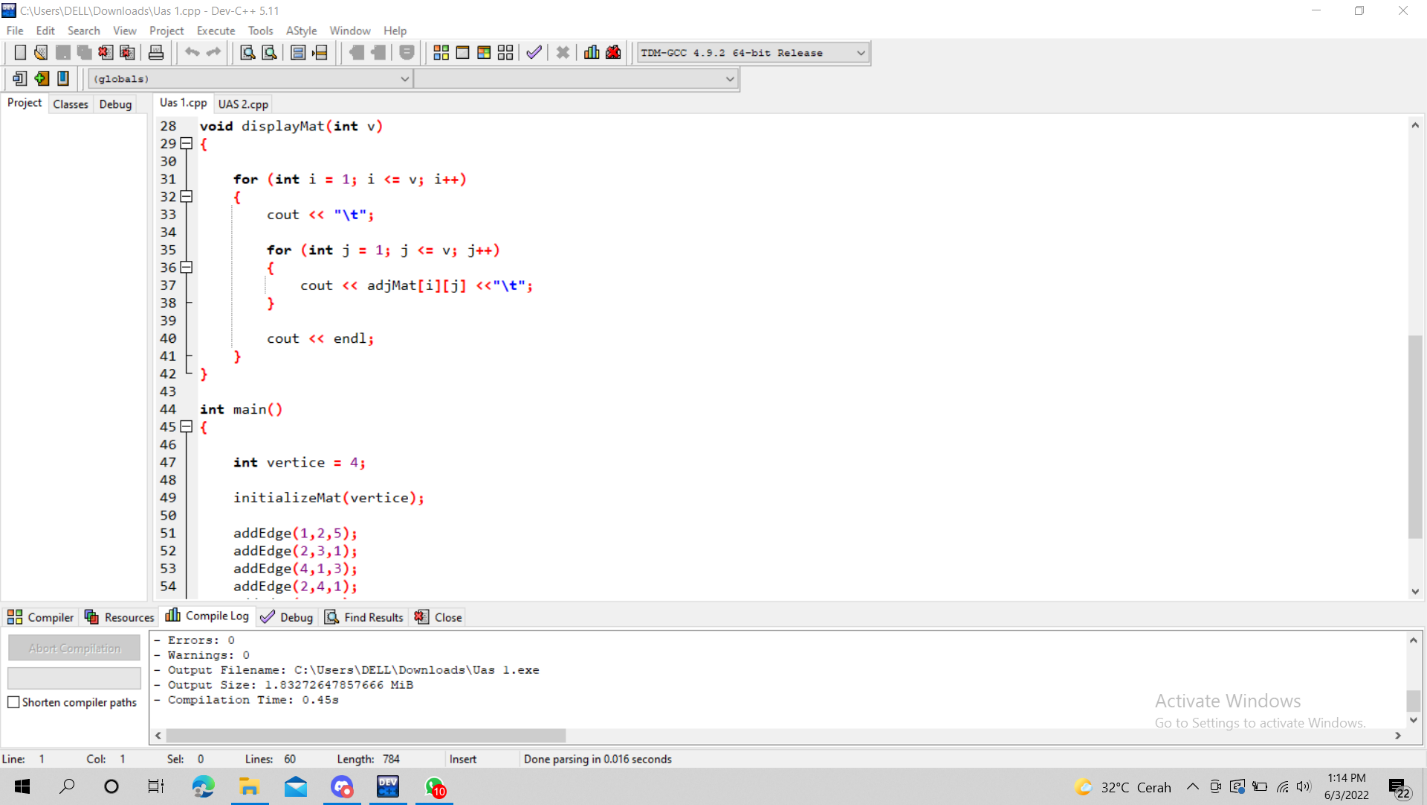 C:\Users\DELL\Downloads\Uas 1.cpp - Dev-C++ 5.11
File Edit Search View Project Execute Tools AStyle Window Help
TDM-GCC 4.9.2 64-bit Release
(globals)
Project Classes Debug Uas 1.cpp UAS 2.cpp
28 void displayMat(int v)
29 {
30
31 for (int i = 1; i <= v; i++)
32 {
33 cout << "\t";
34
35 for (int j = 1; j <= v; j++)
36 {
37 cout << adjMat[i][j] <<"\t";
38 }
39
40 cout << endl;
41 }
42 }
43
44 int main()
45 {
46
47 int vertice = 4;
48
49 initializeMat(vertice);
50
51 addEdge(1,2,5);
52 addEdge(2,3,1);
53 addEdge(4,1,3);
54 addEdge(2,4,1);
Compiler Resources Compile Log Debug Find Results Close
Abort Compilation
Shorten compiler paths
- Errors: 0
- Warnings: 0
- Output Filename: C:\Users\DELL\Downloads\Uas 1.exe
- Output Size: 1.83272647857666 MiB
- Compilation Time: 0.45s
Activate Windows
Go to Settings to activate Windows.
Line: 1 Col: 1 Sel: 0 Lines: 60 Length: 784 Insert Done parsing in 0.016 seconds
DEV
10
32°C Cerah
1:14 PM
6/3/2022
22